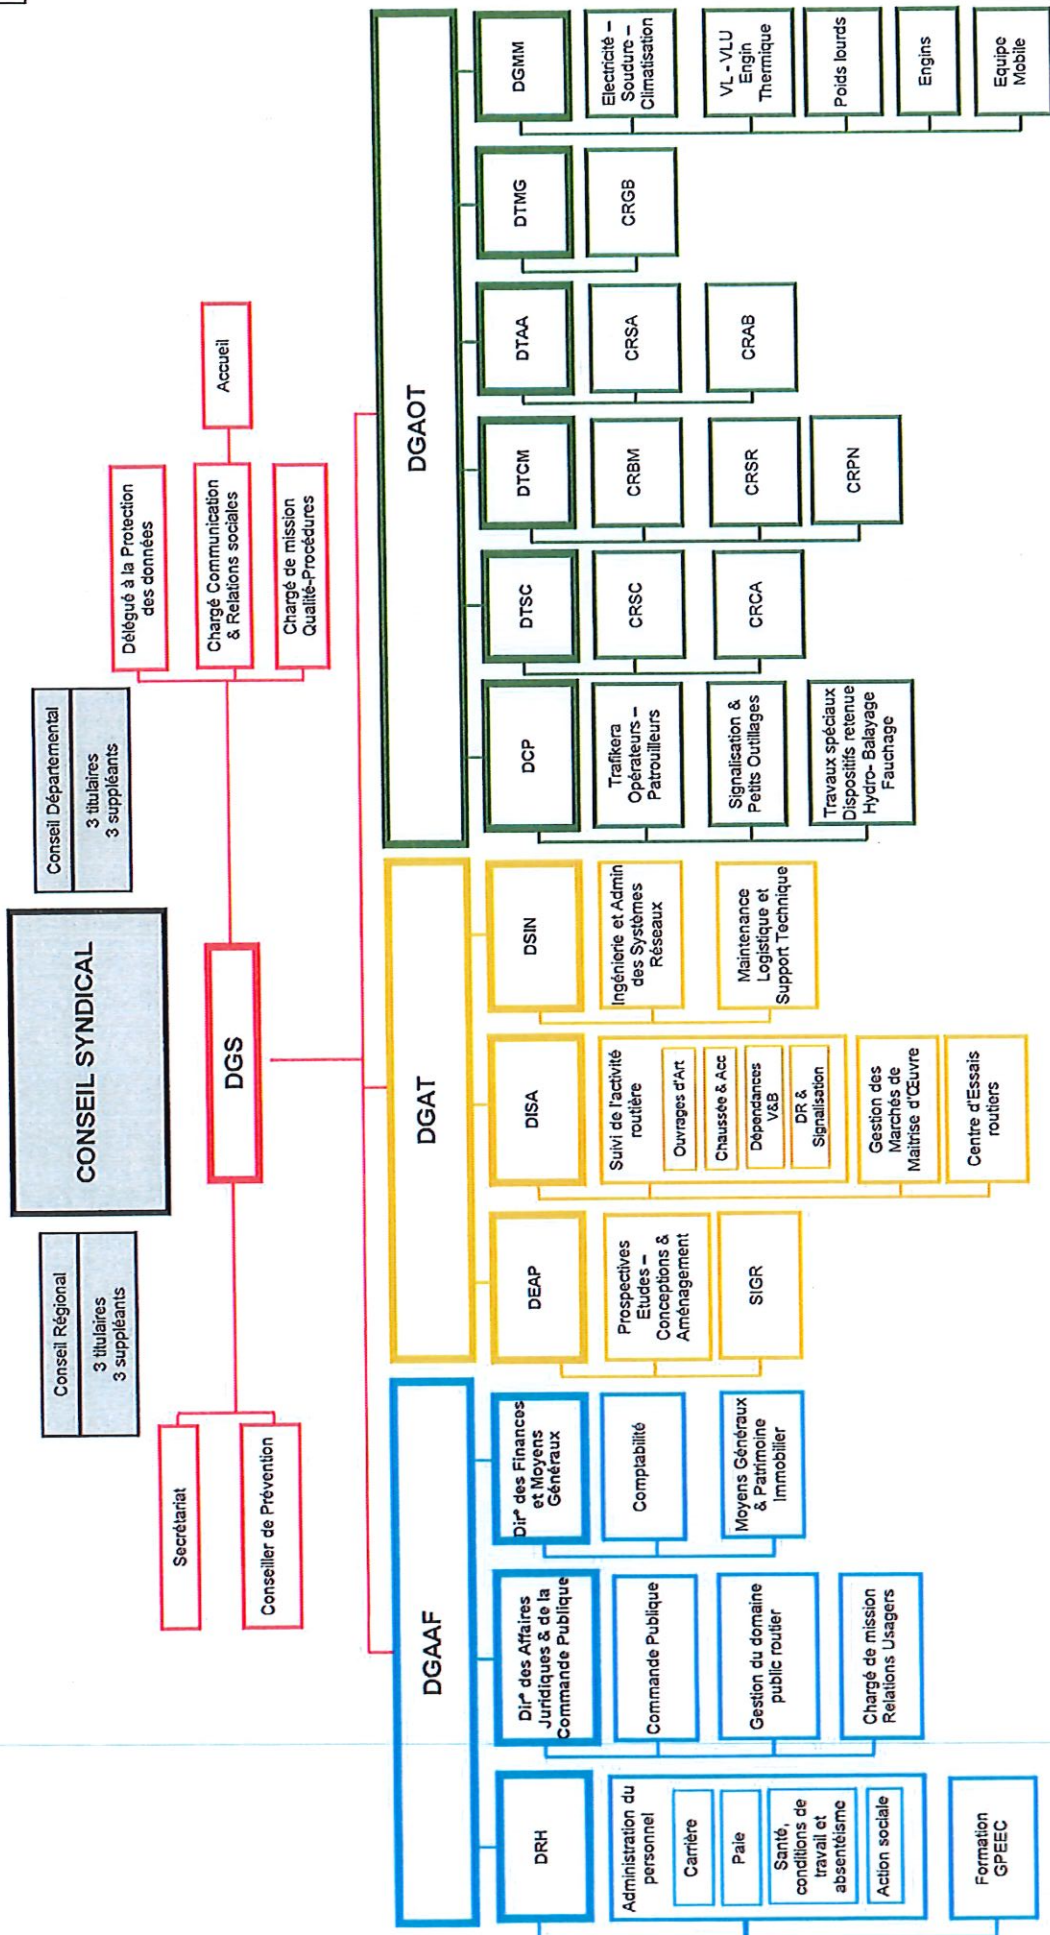 Conseil Régional
3 titulaires
3 suppléants
CONSEIL SYNDICAL
Conseil Départemental
3 titulaires
3 suppléants
DGS
Secrétariat
Conseiller de Prévention
Délégué à la Protection
des données
Chargé Communication
& Relations sociales
Chargé de mission
Qualité-Procédures
Accueil
DGAAF
DRH
Administration du
personnel
Carrière
Paie
Santé,
conditions de
travail et
absentéisme
Action sociale
Formation
GPEEC
Dir° des Affaires
Juridiques & de la
Commande Publique
Commande Publique
Gestion du domaine
public routier
Chargé de mission
Relations Usagers
Dir° des Finances
et Moyens
Généraux
Comptabilité
Moyens Généraux
& Patrimoine
Immobilier
DGAT
DEAP
Prospectives
Etudes –
Conceptions &
Aménagement
SIGR
DISA
Suivi de l'activité
routière
Ouvrages d'Art
Chaussée & Acc
Dépendances
V&B
DR &
Signalisation
Gestion des
Marchés de
Maitrise d'Œuvre
Centre d'Essais
routiers
DSIN
Ingénierie et Admin
des Systèmes
Réseaux
Maintenance
Logistique et
Support Technique
DGAOT
DCP
Trafikera
Opérateurs –
Patrouilleurs
Signalisation &
Petits Outillages
Travaux spéciaux
Dispositifs retenue
Hydro- Balayage
Fauchage
DTSC
CRSC
CRCA
DTCM
CRBM
CRSR
CRPN
DTAA
CRSA
CRAB
DTMG
CRGB
DGMM
Electricité –
Soudure –
Climatisation
VL - VLU
Engin
Thermique
Poids lourds
Engins
Equipe
Mobile